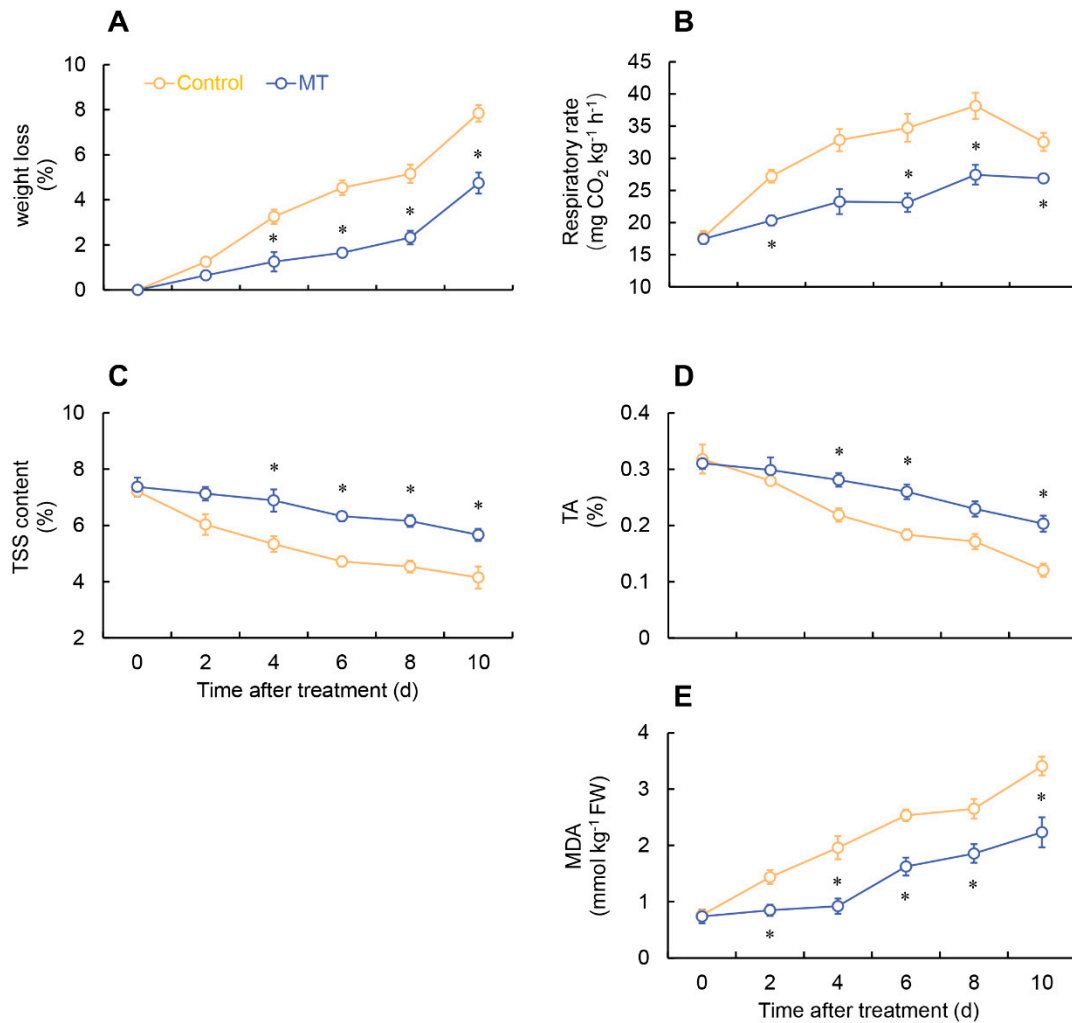 A
10
8
6
4
2
0
weight loss
(%)
Control
MT
*
*
*
*
B
45
40
35
30
25
20
15
10
Respiratory rate
(mg CO₂ kg⁻¹ h⁻¹)
*
*
*
*
C
10
8
6
4
2
TSS content
(%)
*
*
*
*
0 2 4 6 8 10
Time after treatment (d)
D
0.4
0.3
0.2
0.1
0
TA
(%)
*
*
*
E
4
3
2
1
0
MDA
(mmol kg⁻¹ FW)
*
*
*
*
*
0 2 4 6 8 10
Time after treatment (d)